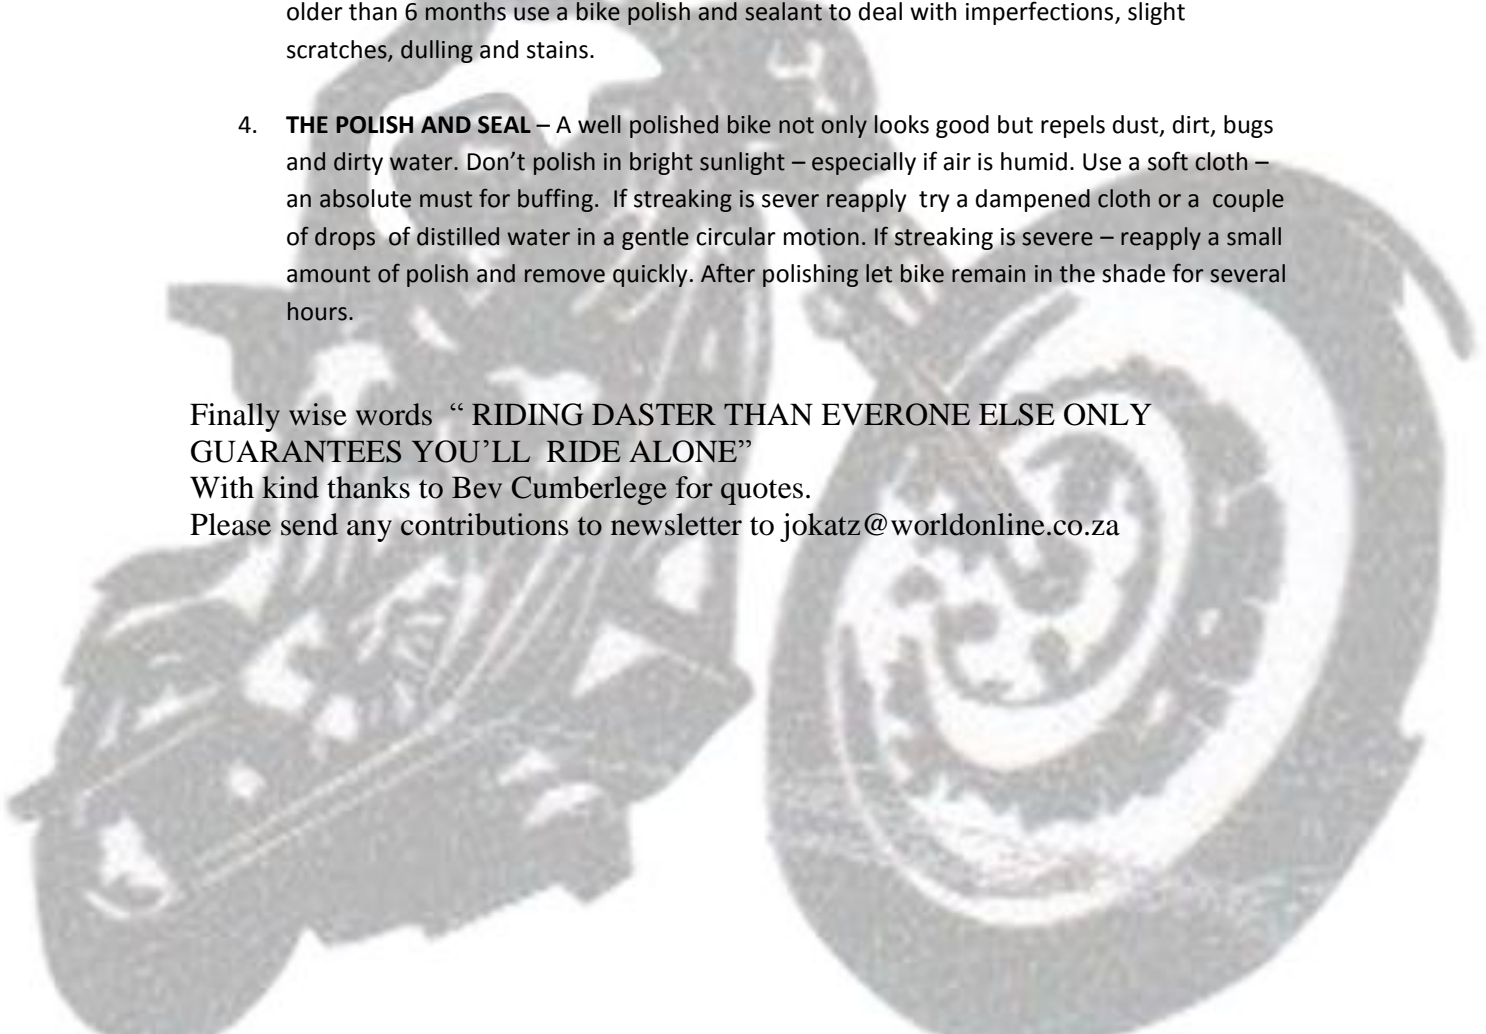 older than 6 months use a bike polish and sealant to deal with imperfections, slight
scratches, dulling and stains.
4. THE POLISH AND SEAL – A well polished bike not only looks good but repels dust, dirt, bugs
and dirty water. Don’t polish in bright sunlight – especially if air is humid. Use a soft cloth –
an absolute must for buffing.  If streaking is sever reapply  try a dampened cloth or a  couple
of drops  of distilled water in a gentle circular motion. If streaking is severe – reapply a small
amount of polish and remove quickly. After polishing let bike remain in the shade for several
hours.
Finally wise words  “ RIDING DASTER THAN EVERONE ELSE ONLY
GUARANTEES YOU’LL  RIDE ALONE”
With kind thanks to Bev Cumberlege for quotes.
Please send any contributions to newsletter to jokatz@worldonline.co.za